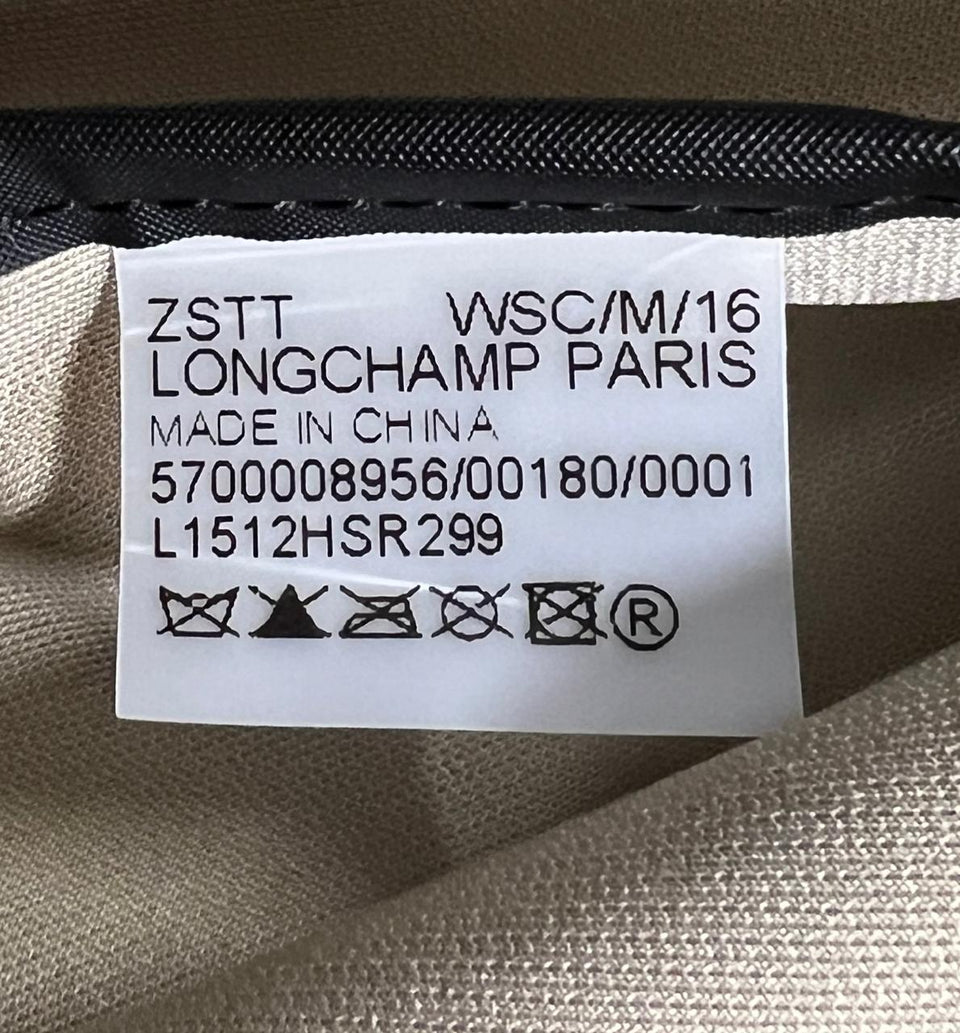 ZSTT WSC/M/16
LONGCHAMP PARIS
MADE IN CHINA
5700008956/00180/0001
L1512HSR299
®